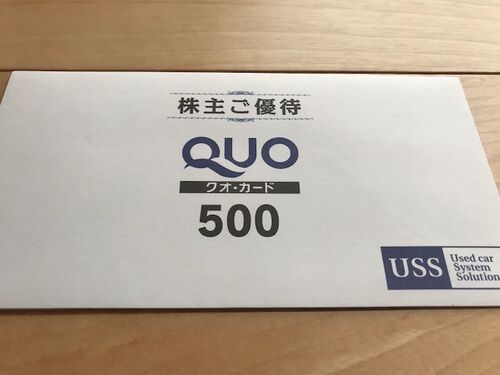 株主ご優待
QUO
クオ・カード
500
USS
Used car
System
Solution